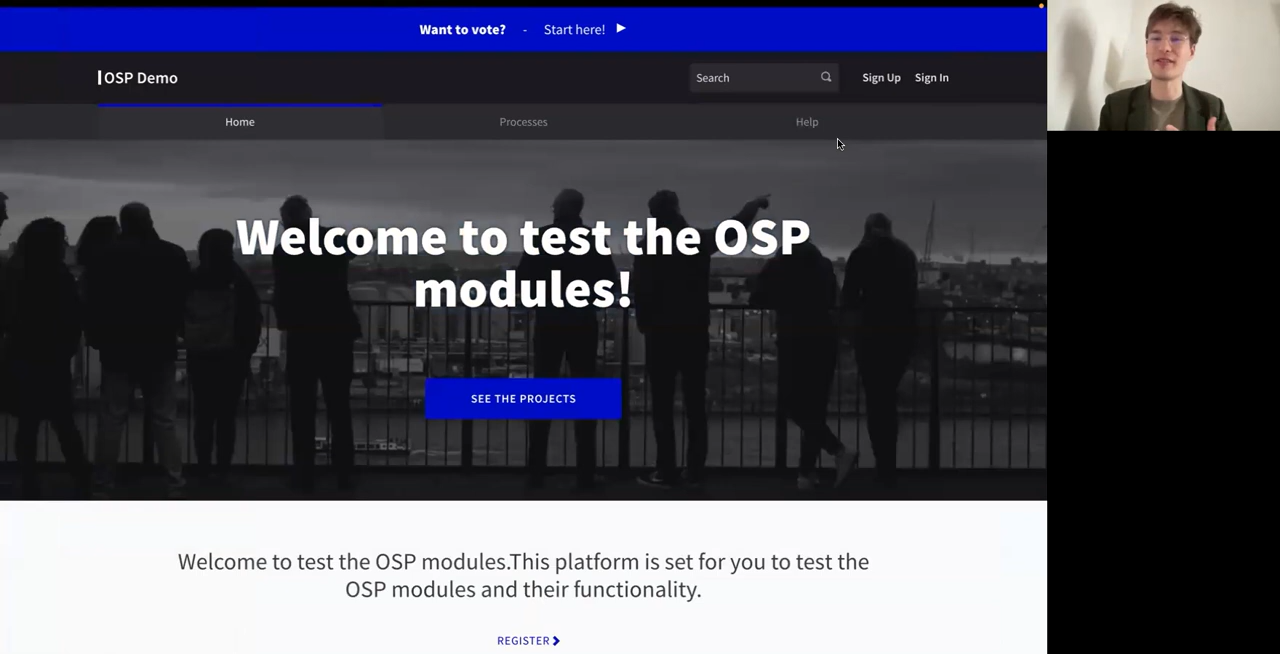 Want to vote? - Start here!
OSP Demo
Search
Sign Up
Sign In
Home
Processes
Help
Welcome to test the OSP
modules!
SEE THE PROJECTS
Welcome to test the OSP modules.This platform is set for you to test the
OSP modules and their functionality.
REGISTER